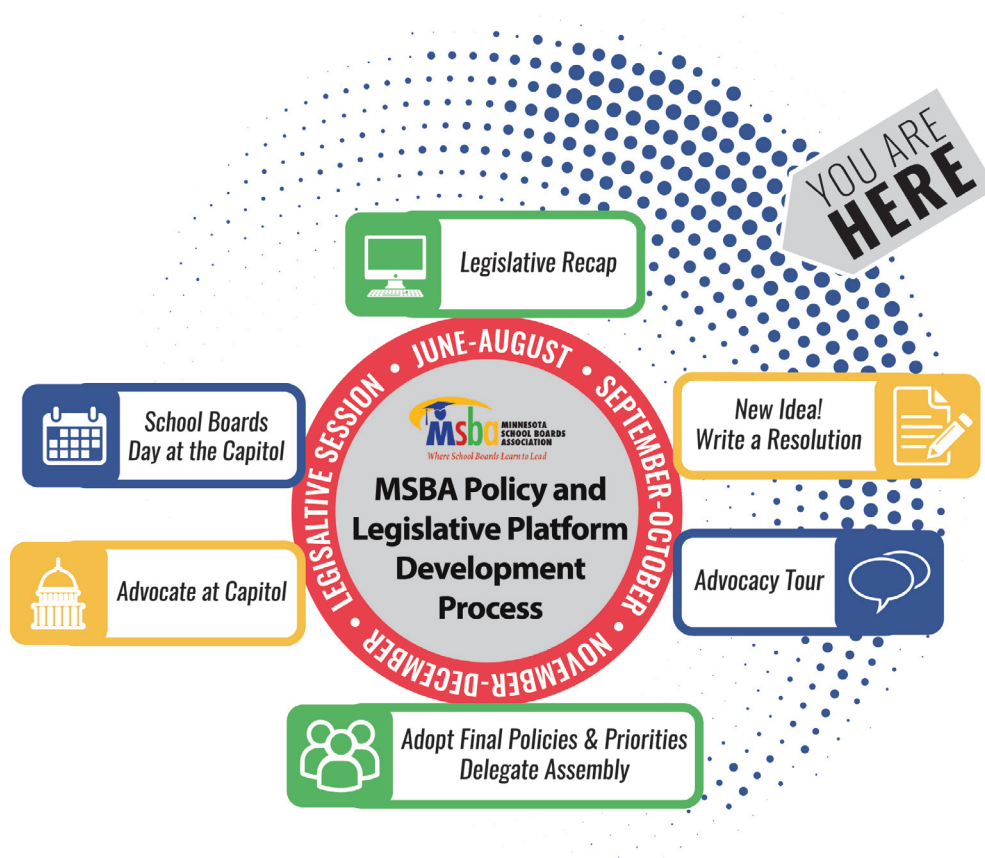 YOU ARE
HERE
Legislative Recap
JUNE-AUGUST • SEPTEMBER-OCTOBER • NOVEMBER-DECEMBER • LEGISALTIVE SESSION •
School Boards
Day at the Capitol
New Idea!
Write a Resolution
msba MINNESOTA
SCHOOL BOARDS
ASSOCIATION
Where School Boards Learn to Lead
MSBA Policy and
Legislative Platform
Development
Process
Advocate at Capitol
Advocacy Tour
Adopt Final Policies & Priorities
Delegate Assembly